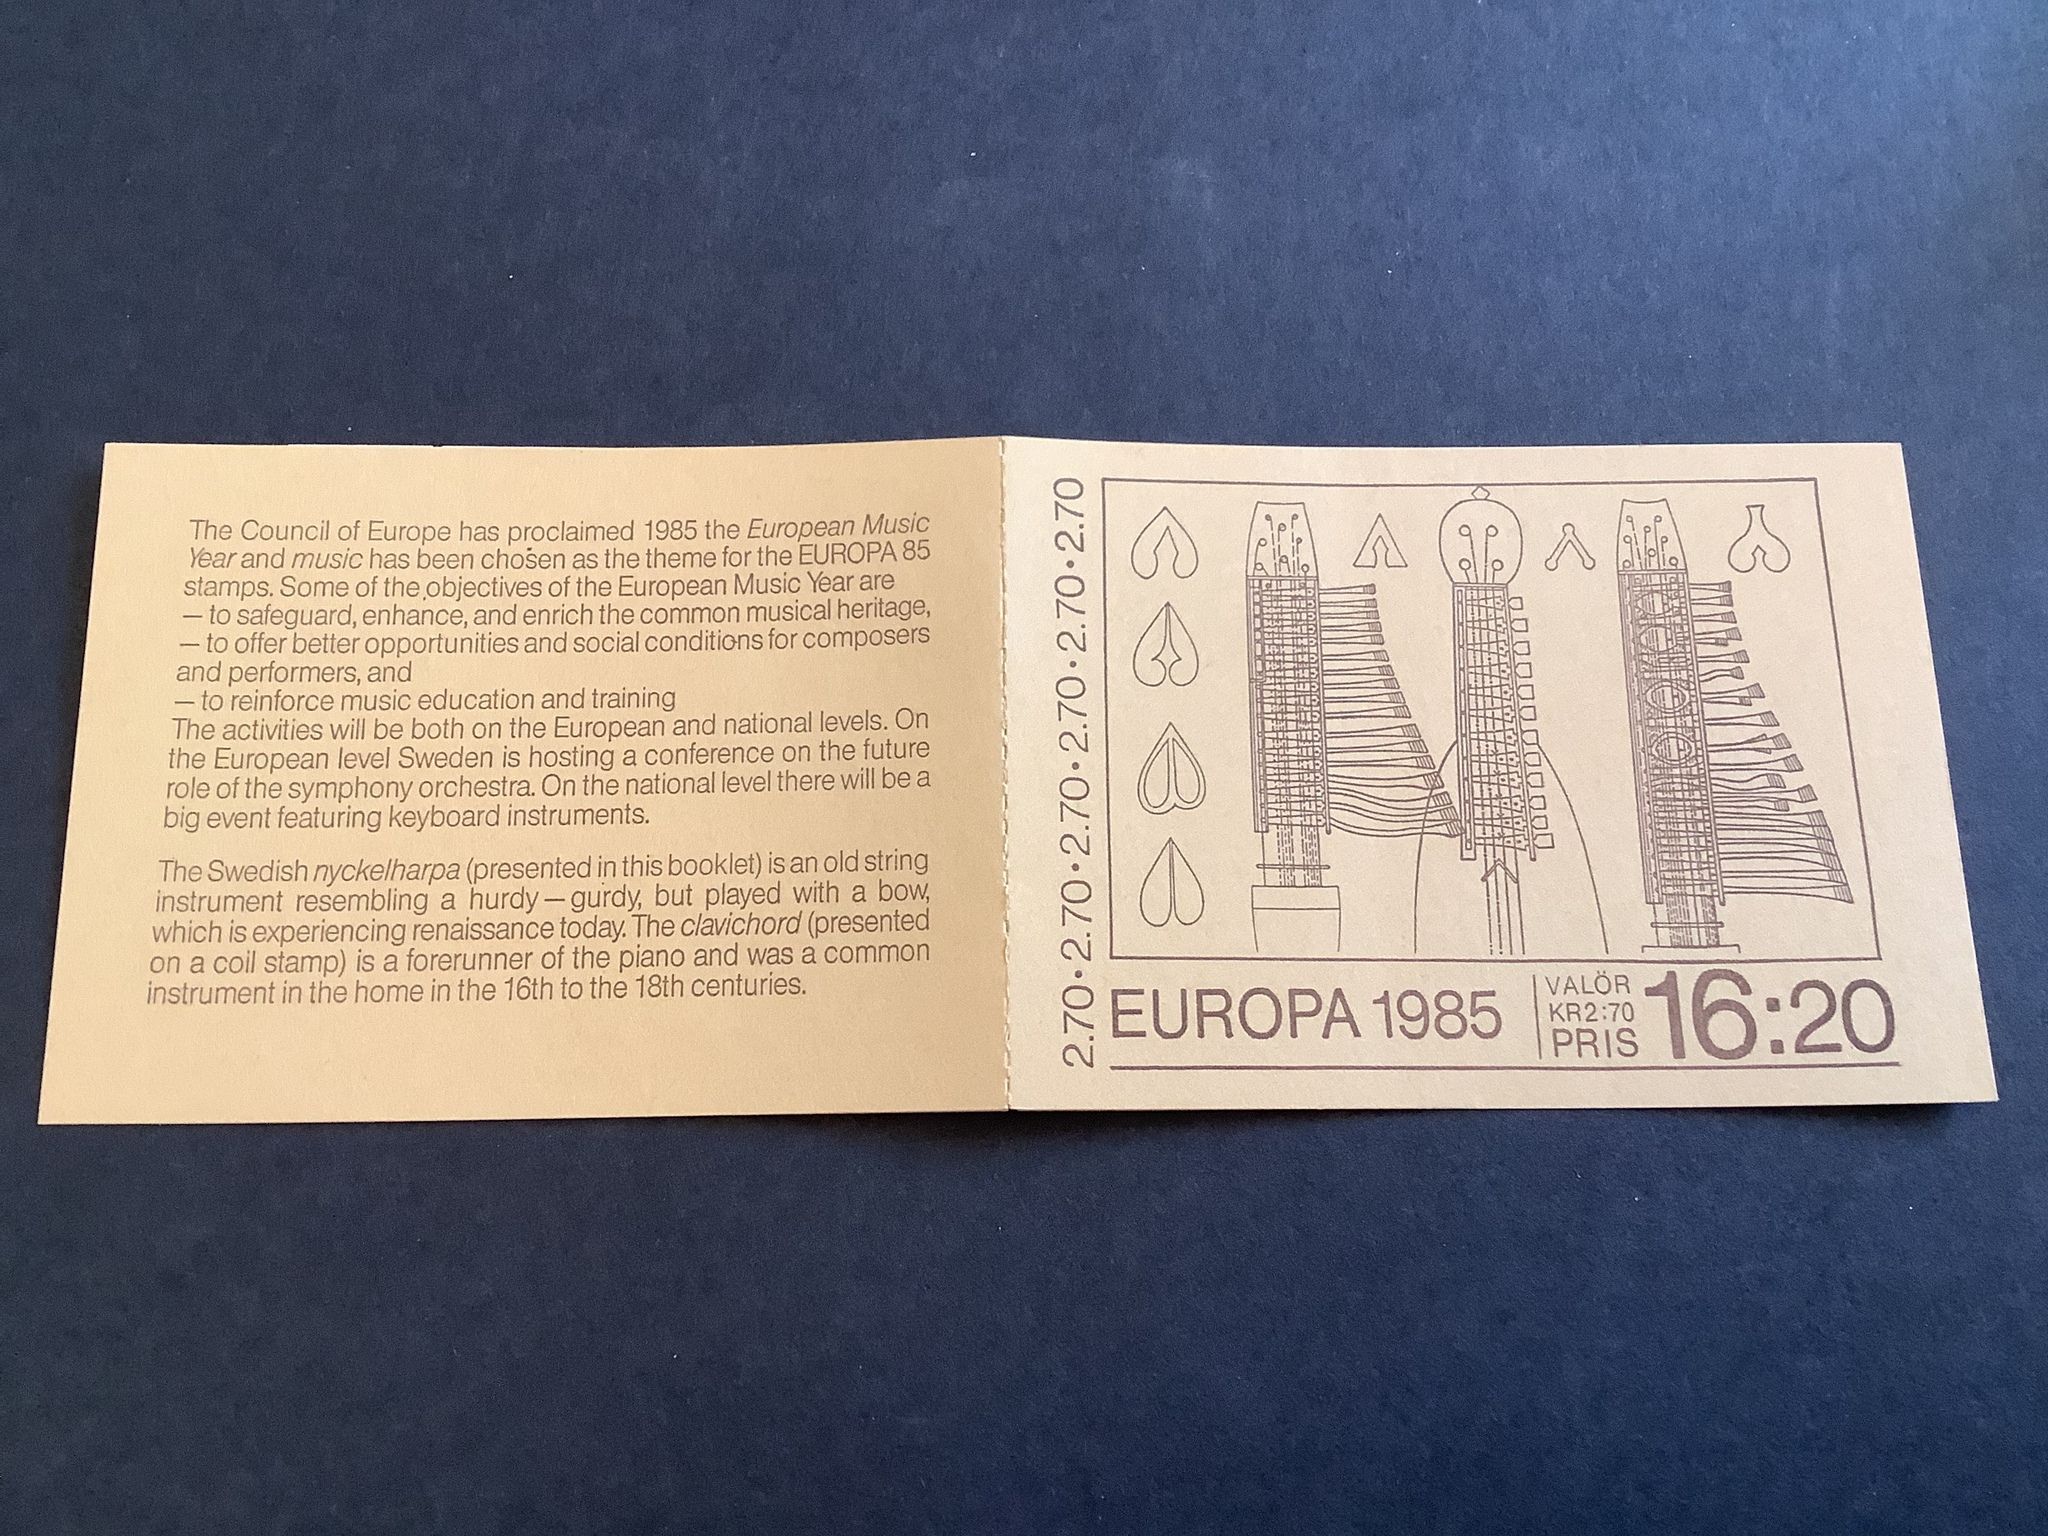 The Council of Europe has proclaimed 1985 the European Music
Year and music has been chosen as the theme for the EUROPA 85
stamps. Some of the objectives of the European Music Year are
— to safeguard, enhance, and enrich the common musical heritage,
— to offer better opportunities and social conditions for composers
and performers, and
— to reinforce music education and training
The activities will be both on the European and national levels. On
the European level Sweden is hosting a conference on the future
role of the symphony orchestra. On the national level there will be a
big event featuring keyboard instruments.
The Swedish nyckelharpa (presented in this booklet) is an old string
instrument resembling a hurdy—gurdy, but played with a bow,
which is experiencing renaissance today. The clavichord (presented
on a coil stamp) is a forerunner of the piano and was a common
instrument in the home in the 16th to the 18th centuries.
2.70•2.70•2.70•2.70•2.70•2.70
EUROPA 1985
VALÖR
KR2:70
PRIS
16:20